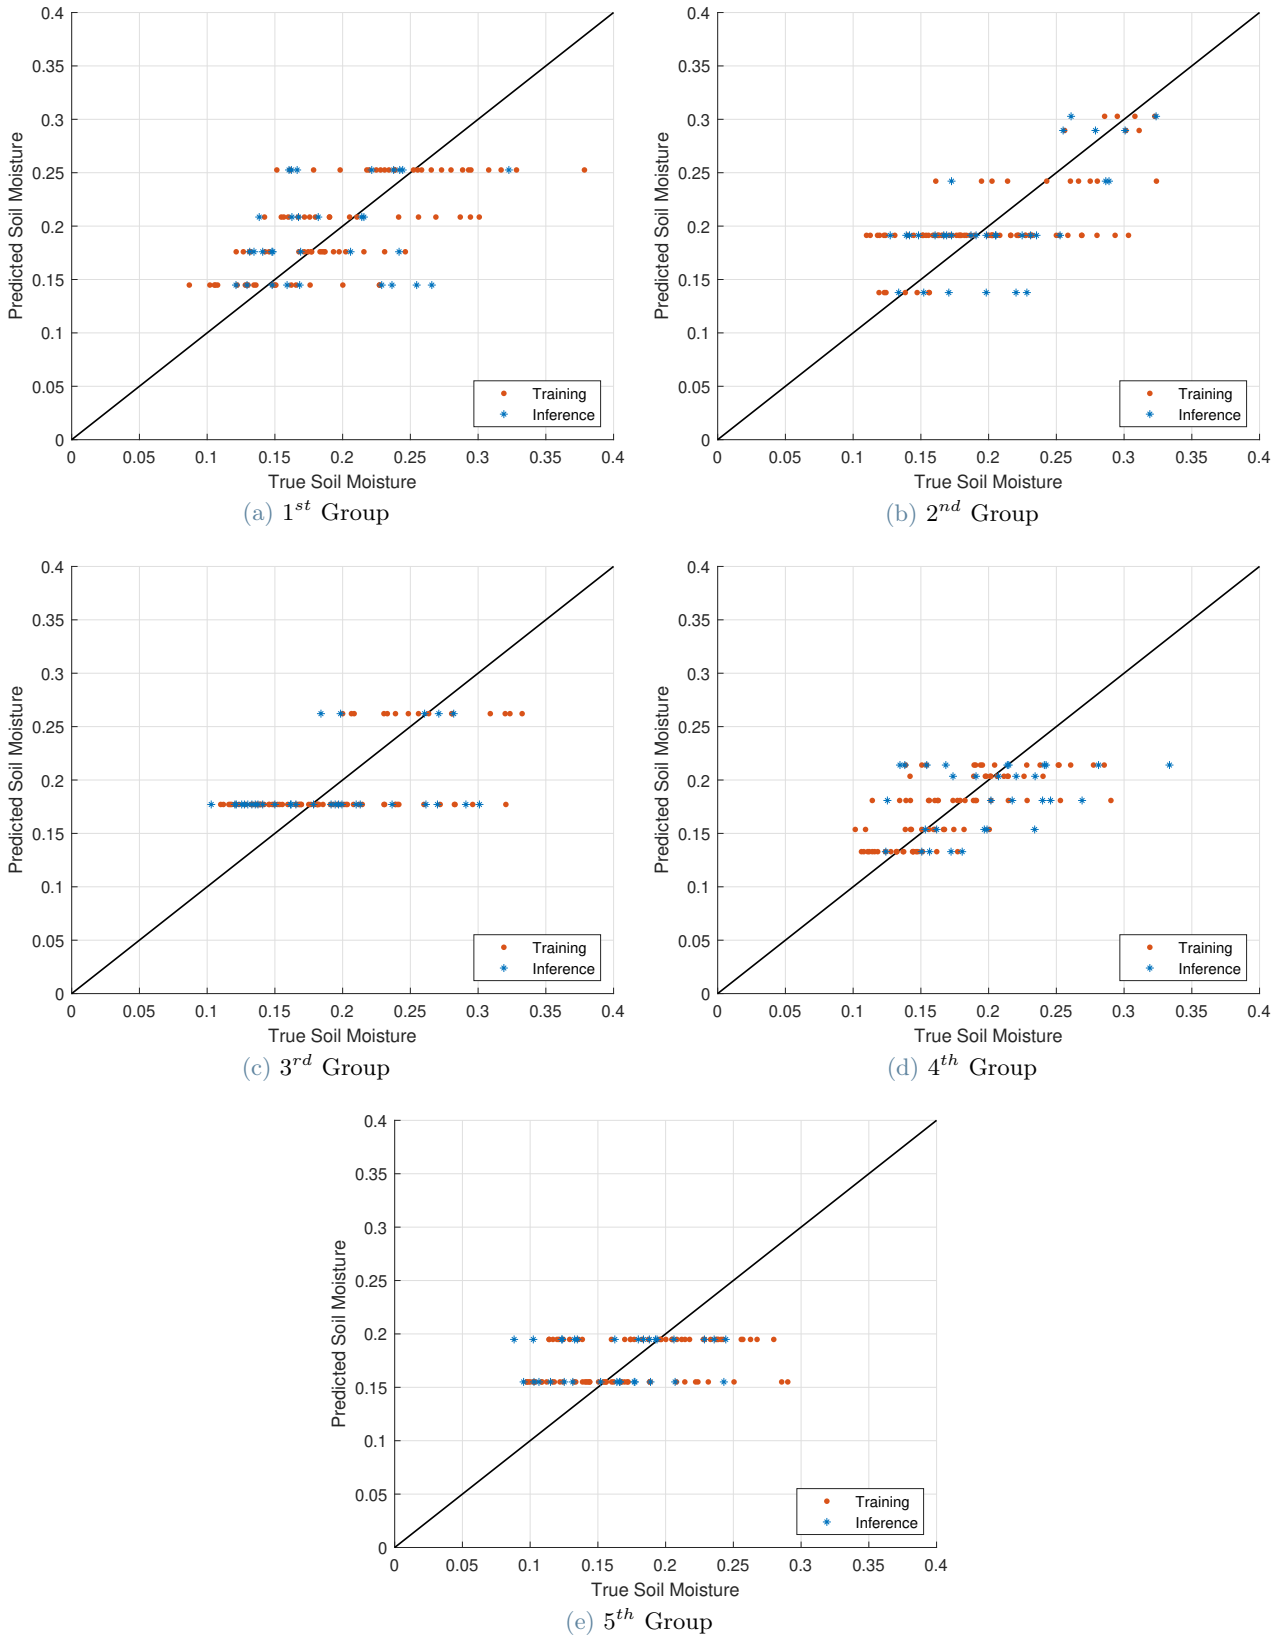 0.4
0.35
0.3
0.25
0.2
0.15
0.1
0.05
0
Predicted Soil Moisture
Training
Inference
0 0.05 0.1 0.15 0.2 0.25 0.3 0.35 0.4
True Soil Moisture
(a) 1st Group
0.4
0.35
0.3
0.25
0.2
0.15
0.1
0.05
0
Predicted Soil Moisture
Training
Inference
0 0.05 0.1 0.15 0.2 0.25 0.3 0.35 0.4
True Soil Moisture
(b) 2nd Group
0.4
0.35
0.3
0.25
0.2
0.15
0.1
0.05
0
Predicted Soil Moisture
Training
Inference
0 0.05 0.1 0.15 0.2 0.25 0.3 0.35 0.4
True Soil Moisture
(c) 3rd Group
0.4
0.35
0.3
0.25
0.2
0.15
0.1
0.05
0
Predicted Soil Moisture
Training
Inference
0 0.05 0.1 0.15 0.2 0.25 0.3 0.35 0.4
True Soil Moisture
(d) 4th Group
0.4
0.35
0.3
0.25
0.2
0.15
0.1
0.05
0
Predicted Soil Moisture
Training
Inference
0 0.05 0.1 0.15 0.2 0.25 0.3 0.35 0.4
True Soil Moisture
(e) 5th Group